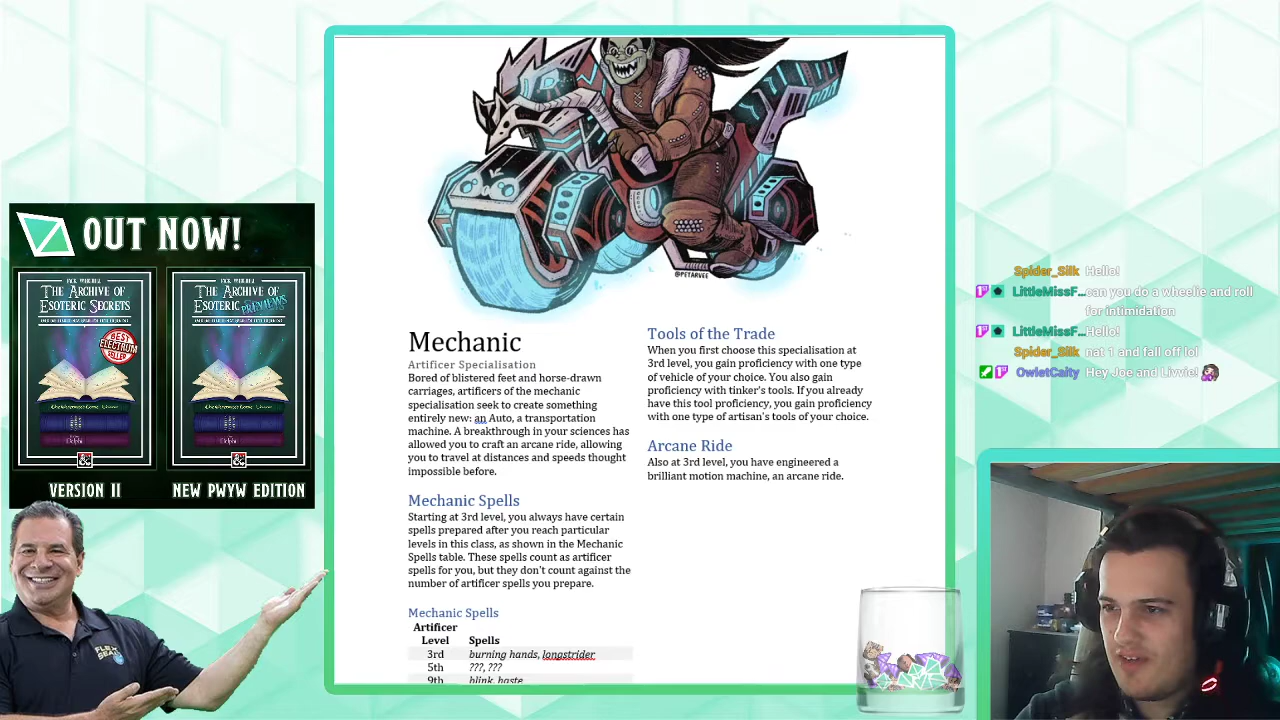 OUT NOW!
THE ARCHIVE OF
ESOTERIC SECRETS
BEST
ELECTRUM
SELLER
THE ARCHIVE OF
ESOTERIC PREVIEWS
VERSION II
NEW PWYW EDITION
FLEX
SEAL
@PETARVEE
Mechanic
Artificer Specialisation
Bored of blistered feet and horse-drawn
carriages, artificers of the mechanic
specialisation seek to create something
entirely new: an Auto, a transportation
machine. A breakthrough in your sciences has
allowed you to craft an arcane ride, allowing
you to travel at distances and speeds thought
impossible before.
Mechanic Spells
Starting at 3rd level, you always have certain
spells prepared after you reach particular
levels in this class, as shown in the Mechanic
Spells table. These spells count as artificer
spells for you, but they don't count against the
number of artificer spells you prepare.
Mechanic Spells
Artificer
Level Spells
3rd burning hands, longstrider
5th ???, ???
9th blink, haste
Tools of the Trade
When you first choose this specialisation at
3rd level, you gain proficiency with one type
of vehicle of your choice. You also gain
proficiency with tinker's tools. If you already
have this tool proficiency, you gain proficiency
with one type of artisan's tools of your choice.
Arcane Ride
Also at 3rd level, you have engineered a
brilliant motion machine, an arcane ride.
Spider_Silk Hello!
LittleMissF... can you do a wheelie and roll
for intimidation
LittleMissF... Hello!
Spider_Silk nat 1 and fall off lol
OwletCaity Hey Joe and Livvie!